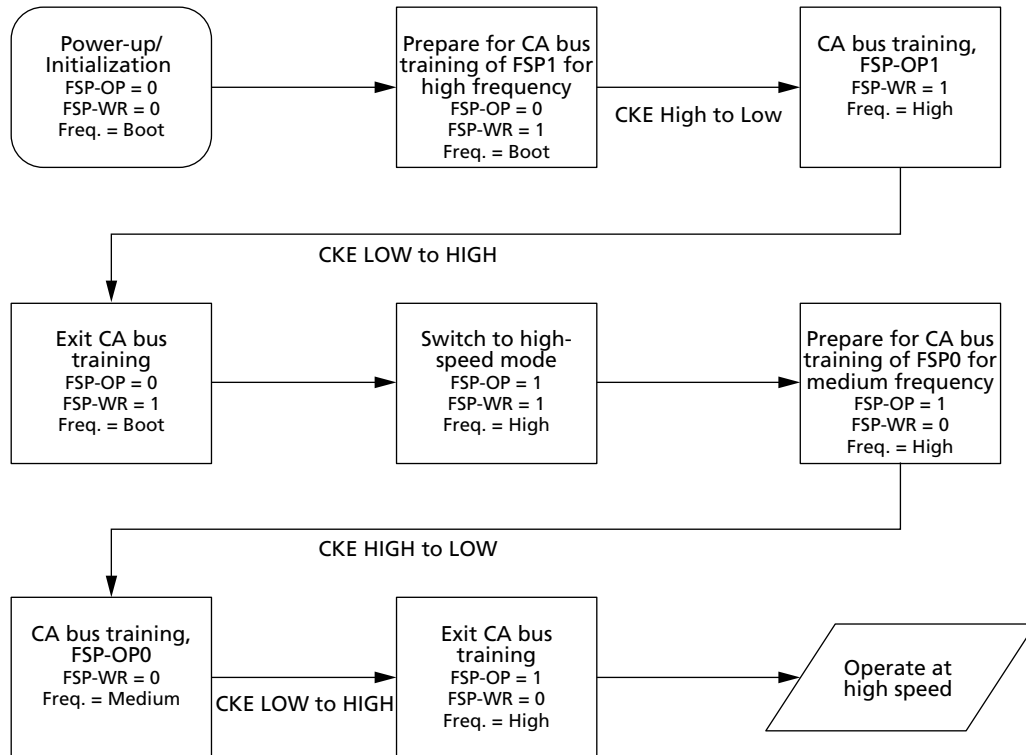 Power-up/
Initialization
FSP-OP = 0
FSP-WR = 0
Freq. = Boot
Prepare for CA bus
training of FSP1 for
high frequency
FSP-OP = 0
FSP-WR = 1
Freq. = Boot
CKE High to Low
CA bus training,
FSP-OP1
FSP-WR = 1
Freq. = High
CKE LOW to HIGH
Exit CA bus
training
FSP-OP = 0
FSP-WR = 1
Freq. = Boot
Switch to high-
speed mode
FSP-OP = 1
FSP-WR = 1
Freq. = High
Prepare for CA bus
training of FSP0 for
medium frequency
FSP-OP = 1
FSP-WR = 0
Freq. = High
CKE HIGH to LOW
CA bus training,
FSP-OP0
FSP-WR = 0
Freq. = Medium
CKE LOW to HIGH
Exit CA bus
training
FSP-OP = 1
FSP-WR = 0
Freq. = High
Operate at
high speed